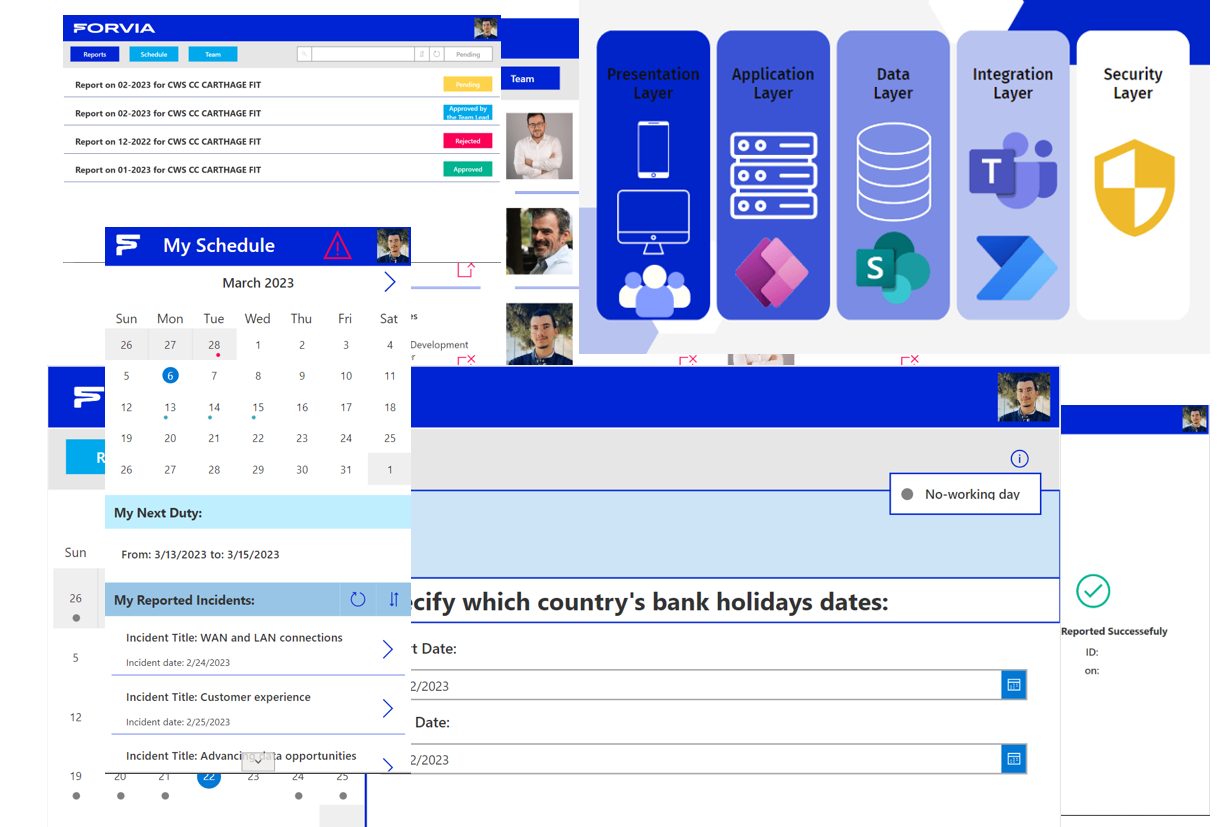 FORVIA
Reports
Schedule
Team
Pending
Report on 02-2023 for CWS CC CARTHAGE FIT
Pending
Report on 02-2023 for CWS CC CARTHAGE FIT
Approved by
the Team Lead
Report on 12-2022 for CWS CC CARTHAGE FIT
Rejected
Report on 01-2023 for CWS CC CARTHAGE FIT
Approved
Team
Presentation
Layer
Application
Layer
Data
Layer
Integration
Layer
Security
Layer
T
S
My Schedule
March 2023
Sun Mon Tue Wed Thu Fri Sat
26 27 28 1 2 3 4
5 6 7 8 9 10 11
12 13 14 15 16 17 18
19 20 21 22 23 24 25
26 27 28 29 30 31 1
My Next Duty:
From: 3/13/2023 to: 3/15/2023
My Reported Incidents:
Incident Title: WAN and LAN connections
Incident date: 2/24/2023
Incident Title: Customer experience
Incident date: 2/25/2023
Incident Title: Advancing data opportunities
Development
No-working day
cify which country's bank holidays dates:
t Date:
2/2023
Date:
2/2023
Sun
26
5
12
19 20 21 22 23 24 25
Reported Successefuly
ID:
on: